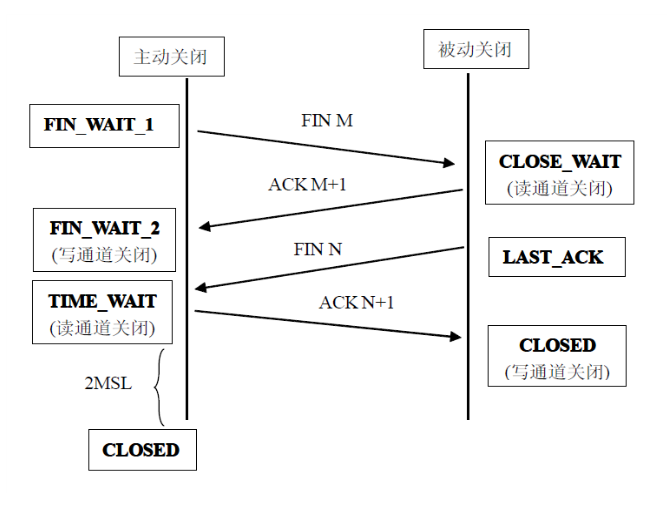 主动关闭
被动关闭
FIN_WAIT_1
FIN M
CLOSE_WAIT
(读通道关闭)
ACK M+1
FIN_WAIT_2
(写通道关闭)
FIN N
LAST_ACK
TIME_WAIT
(读通道关闭)
ACK N+1
CLOSED
(写通道关闭)
2MSL
CLOSED